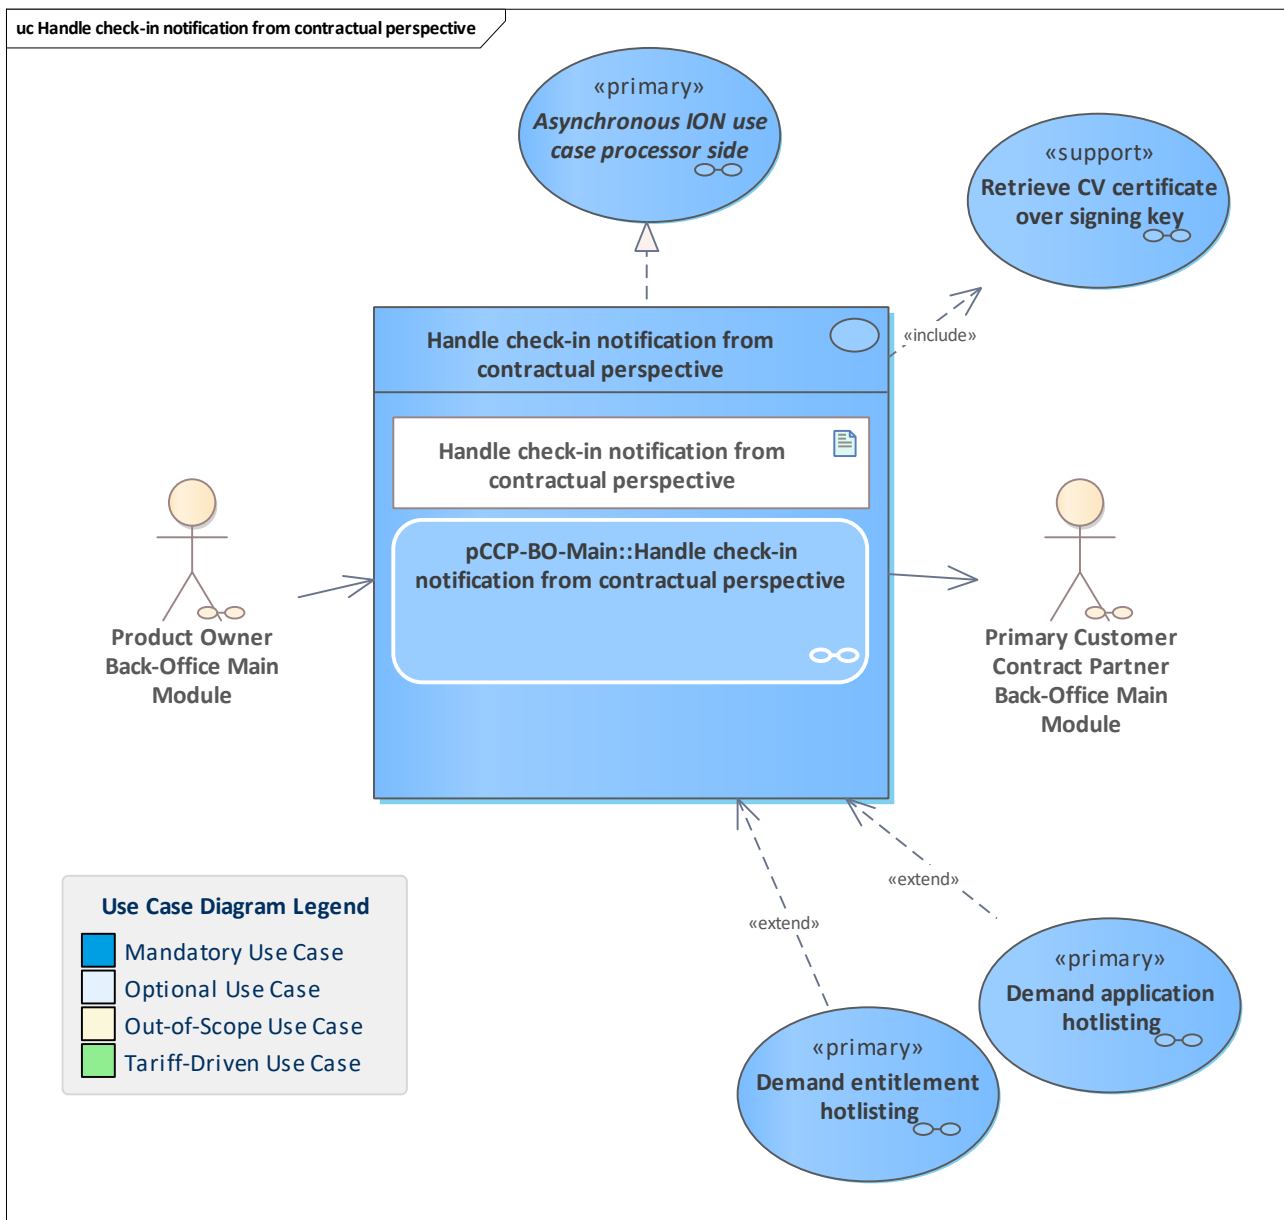 uc Handle check-in notification from contractual perspective
«primary»
Asynchronous ION use
case processor side
«support»
Retrieve CV certificate
over signing key
«include»
Handle check-in notification from
contractual perspective
Handle check-in notification from
contractual perspective
pCCP-BO-Main::Handle check-in
notification from contractual perspective
Product Owner
Back-Office Main
Module
Primary Customer
Contract Partner
Back-Office Main
Module
«extend»
«extend»
«primary»
Demand application
hotlisting
«primary»
Demand entitlement
hotlisting
Use Case Diagram Legend
Mandatory Use Case
Optional Use Case
Out-of-Scope Use Case
Tariff-Driven Use Case